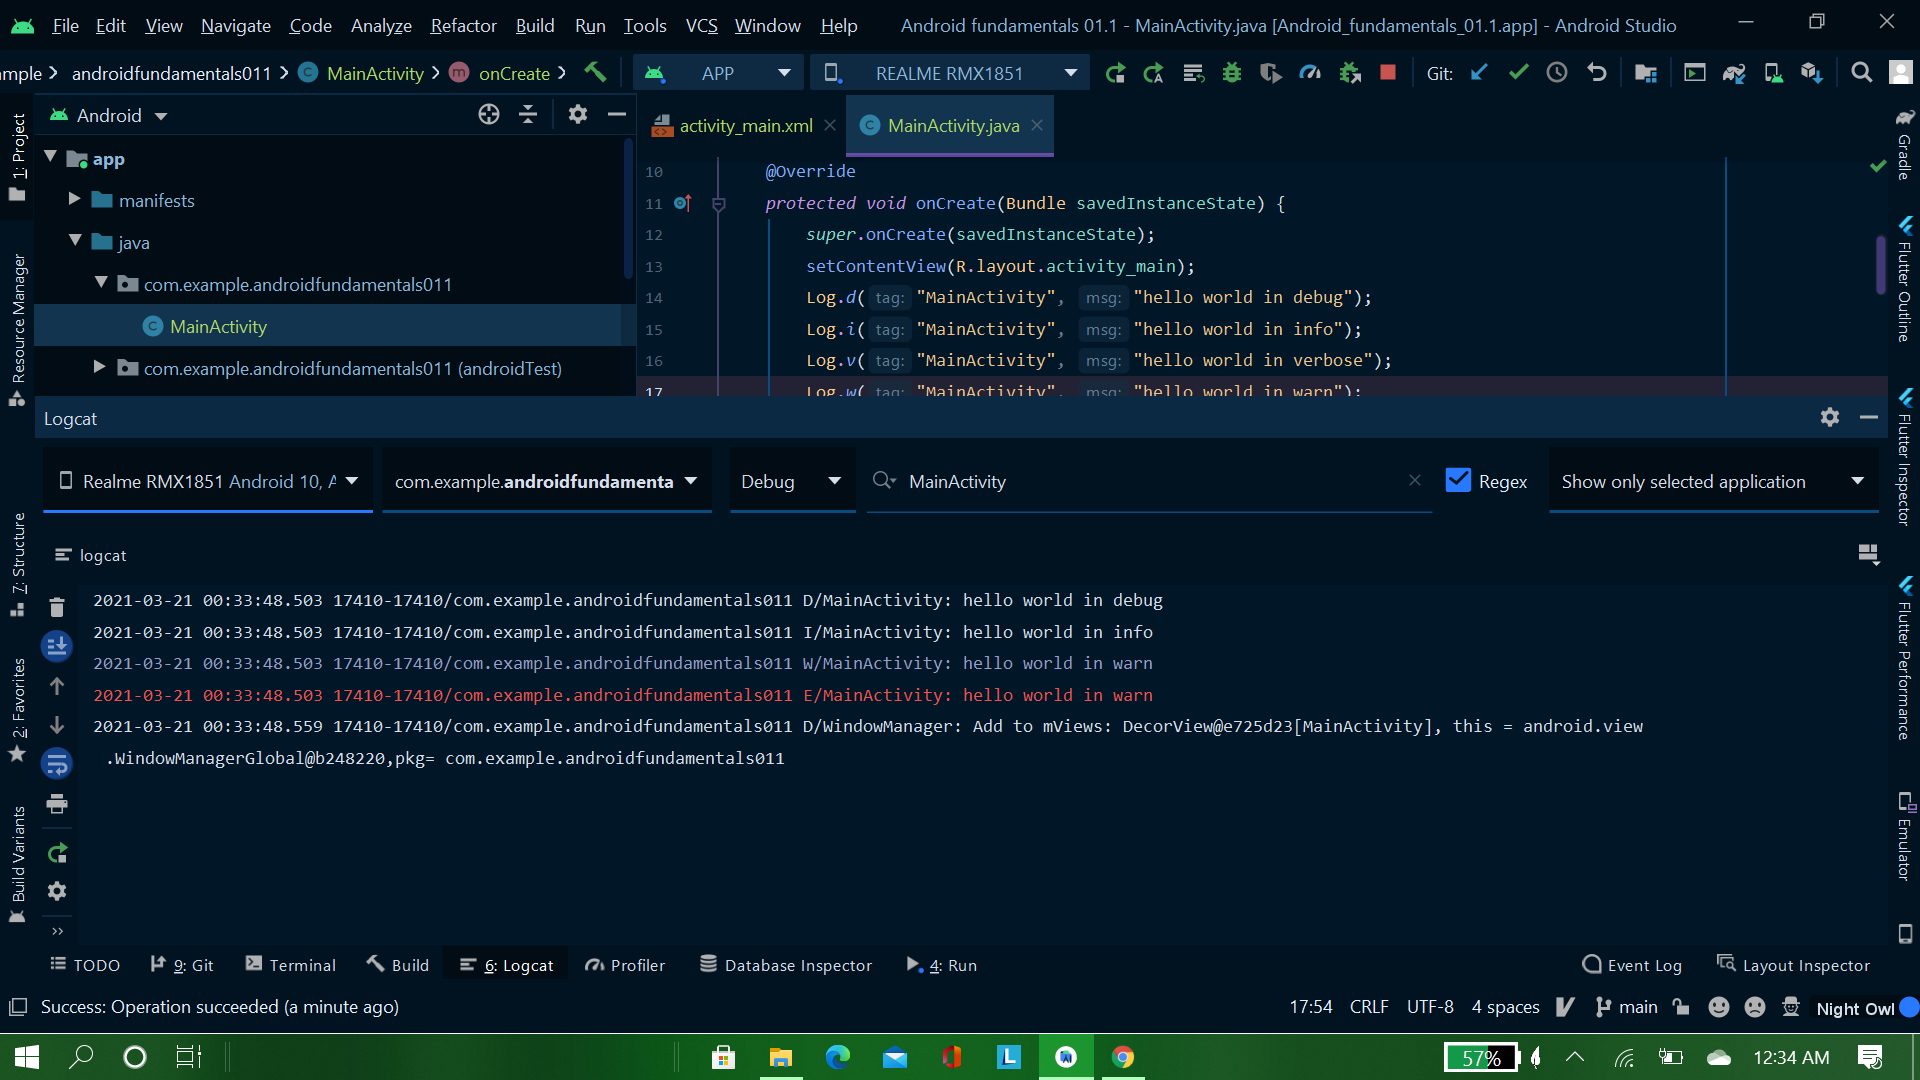 File Edit View Navigate Code Analyze Refactor Build Run Tools VCS Window Help Android fundamentals 01.1 - MainActivity.java [Android_fundamentals_01.1.app] - Android Studio
mple androidfundamentals011 MainActivity onCreate APP REALME RMX1851 Git:
Android
activity_main.xml MainActivity.java
app
manifests
java
com.example.androidfundamentals011
MainActivity
com.example.androidfundamentals011 (androidTest)
10 @Override
11 protected void onCreate(Bundle savedInstanceState) {
12 super.onCreate(savedInstanceState);
13 setContentView(R.layout.activity_main);
14 Log.d( tag: "MainActivity", msg: "hello world in debug");
15 Log.i( tag: "MainActivity", msg: "hello world in info");
16 Log.v( tag: "MainActivity", msg: "hello world in verbose");
17 Log.w( tag: "MainActivity", msg: "hello world in warn");
1: Project
Resource Manager
7: Structure
2: Favorites
Build Variants
Gradle
Flutter Outline
Flutter Inspector
Flutter Performance
Emulator
Logcat
Realme RMX1851 Android 10, A com.example.androidfundamenta Debug MainActivity Regex Show only selected application
logcat
2021-03-21 00:33:48.503 17410-17410/com.example.androidfundamentals011 D/MainActivity: hello world in debug
2021-03-21 00:33:48.503 17410-17410/com.example.androidfundamentals011 I/MainActivity: hello world in info
2021-03-21 00:33:48.503 17410-17410/com.example.androidfundamentals011 W/MainActivity: hello world in warn
2021-03-21 00:33:48.503 17410-17410/com.example.androidfundamentals011 E/MainActivity: hello world in warn
2021-03-21 00:33:48.559 17410-17410/com.example.androidfundamentals011 D/WindowManager: Add to mViews: DecorView@e725d23[MainActivity], this = android.view
.WindowManagerGlobal@b248220,pkg= com.example.androidfundamentals011
TODO 9: Git Terminal Build 6: Logcat Profiler Database Inspector 4: Run Event Log Layout Inspector
Success: Operation succeeded (a minute ago) 17:54 CRLF UTF-8 4 spaces main Night Owl
57% 12:34 AM